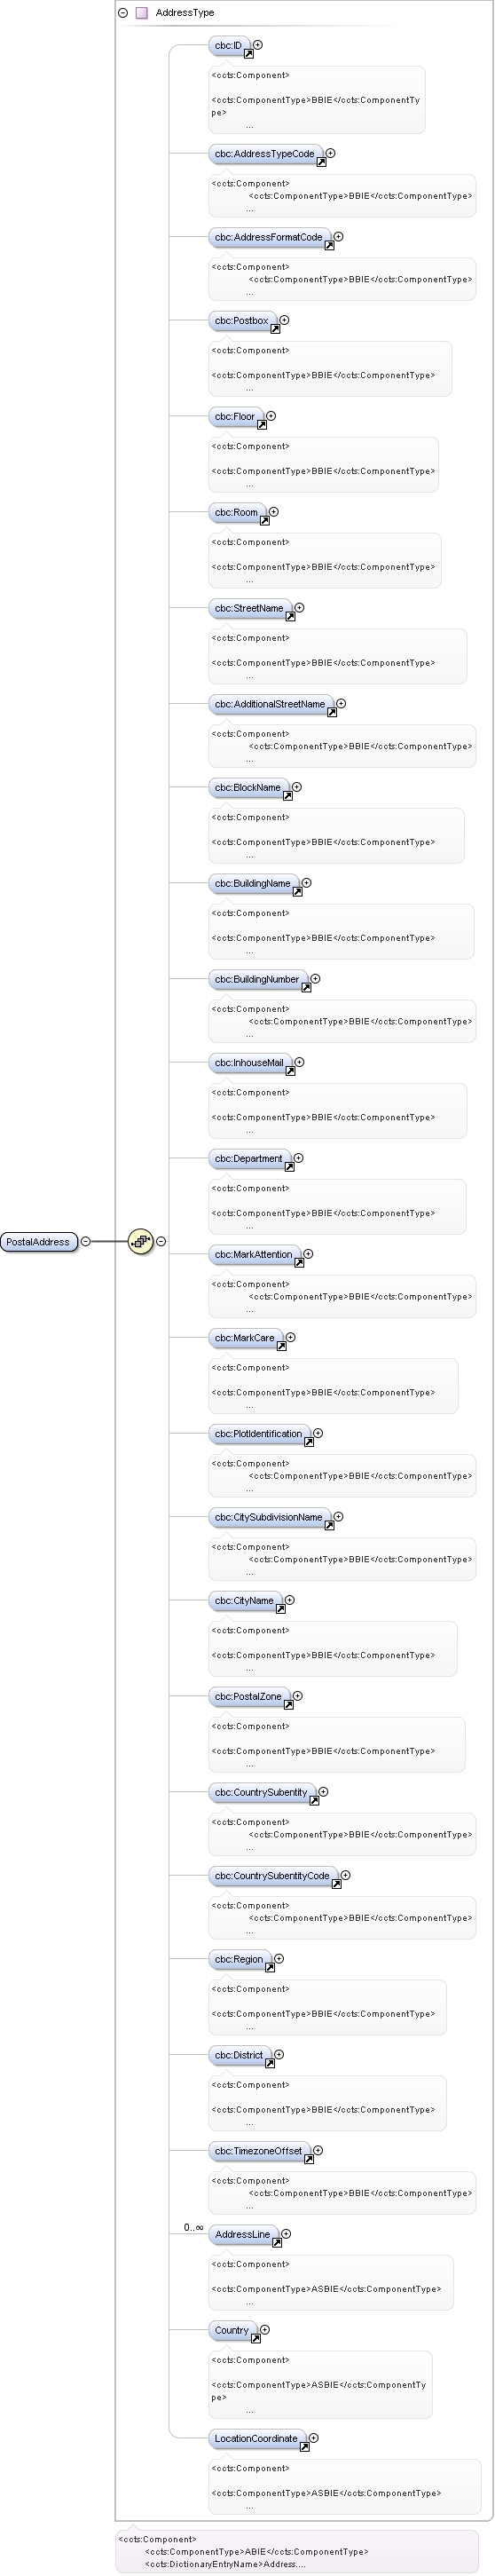 AddressType
cbc:ID
<ccts:Component>
<ccts:ComponentType>BBIE</ccts:ComponentTy
pe>
...
cbc:AddressTypeCode
<ccts:Component>
<ccts:ComponentType>BBIE</ccts:ComponentType>
...
cbc:AddressFormatCode
<ccts:Component>
<ccts:ComponentType>BBIE</ccts:ComponentType>
...
cbc:Postbox
<ccts:Component>
<ccts:ComponentType>BBIE</ccts:ComponentType>
...
cbc:Floor
<ccts:Component>
<ccts:ComponentType>BBIE</ccts:ComponentType>
...
cbc:Room
<ccts:Component>
<ccts:ComponentType>BBIE</ccts:ComponentType>
...
cbc:StreetName
<ccts:Component>
<ccts:ComponentType>BBIE</ccts:ComponentType>
...
cbc:AdditionalStreetName
<ccts:Component>
<ccts:ComponentType>BBIE</ccts:ComponentType>
...
cbc:BlockName
<ccts:Component>
<ccts:ComponentType>BBIE</ccts:ComponentType>
...
cbc:BuildingName
<ccts:Component>
<ccts:ComponentType>BBIE</ccts:ComponentType>
...
cbc:BuildingNumber
<ccts:Component>
<ccts:ComponentType>BBIE</ccts:ComponentType>
...
cbc:InhouseMail
<ccts:Component>
<ccts:ComponentType>BBIE</ccts:ComponentType>
...
cbc:Department
<ccts:Component>
<ccts:ComponentType>BBIE</ccts:ComponentType>
...
PostalAddress
cbc:MarkAttention
<ccts:Component>
<ccts:ComponentType>BBIE</ccts:ComponentType>
...
cbc:MarkCare
<ccts:Component>
<ccts:ComponentType>BBIE</ccts:ComponentType>
...
cbc:PlotIdentification
<ccts:Component>
<ccts:ComponentType>BBIE</ccts:ComponentType>
...
cbc:CitySubdivisionName
<ccts:Component>
<ccts:ComponentType>BBIE</ccts:ComponentType>
...
cbc:CityName
<ccts:Component>
<ccts:ComponentType>BBIE</ccts:ComponentType>
...
cbc:PostalZone
<ccts:Component>
<ccts:ComponentType>BBIE</ccts:ComponentType>
...
cbc:CountrySubentity
<ccts:Component>
<ccts:ComponentType>BBIE</ccts:ComponentType>
...
cbc:CountrySubentityCode
<ccts:Component>
<ccts:ComponentType>BBIE</ccts:ComponentType>
...
cbc:Region
<ccts:Component>
<ccts:ComponentType>BBIE</ccts:ComponentType>
...
cbc:District
<ccts:Component>
<ccts:ComponentType>BBIE</ccts:ComponentType>
...
cbc:TimezoneOffset
<ccts:Component>
<ccts:ComponentType>BBIE</ccts:ComponentType>
...
0..∞
AddressLine
<ccts:Component>
<ccts:ComponentType>ASBIE</ccts:ComponentType>
...
Country
<ccts:Component>
<ccts:ComponentType>ASBIE</ccts:ComponentTy
pe>
...
LocationCoordinate
<ccts:Component>
<ccts:ComponentType>ASBIE</ccts:ComponentType>
...
<ccts:Component>
<ccts:ComponentType>ABIE</ccts:ComponentType>
<ccts:DictionaryEntryName>Address....